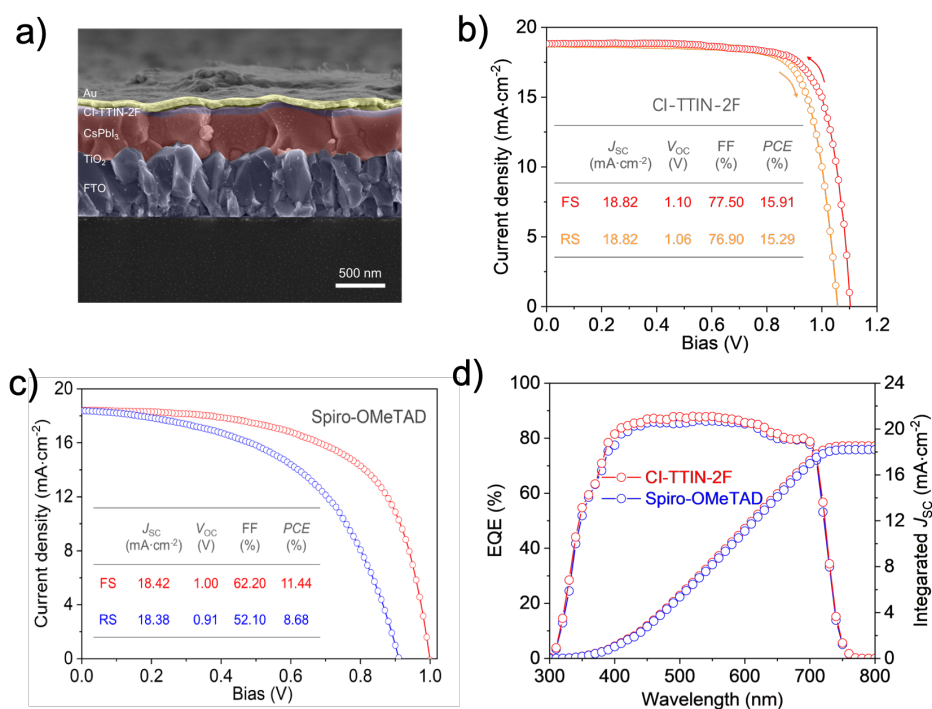 a)
Au
CI-TTIN-2F
CsPbI3
TiO2
FTO
500 nm
b)
Current density (mA·cm-2)
20
15
10
5
0
CI-TTIN-2F
JSC VOC FF PCE
(mA·cm-2) (V) (%) (%)
FS 18.82 1.10 77.50 15.91
RS 18.82 1.06 76.90 15.29
0.0 0.2 0.4 0.6 0.8 1.0 1.2
Bias (V)
c)
Current density (mA·cm-2)
20
16
12
8
4
0
Spiro-OMeTAD
JSC VOC FF PCE
(mA·cm-2) (V) (%) (%)
FS 18.42 1.00 62.20 11.44
RS 18.38 0.91 52.10 8.68
0.0 0.2 0.4 0.6 0.8 1.0
Bias (V)
d)
EQE (%)
100
80
60
40
20
0
CI-TTIN-2F
Spiro-OMeTAD
24
20
16
12
8
4
0
Integarated JSC (mA·cm-2)
300 400 500 600 700 800
Wavelength (nm)